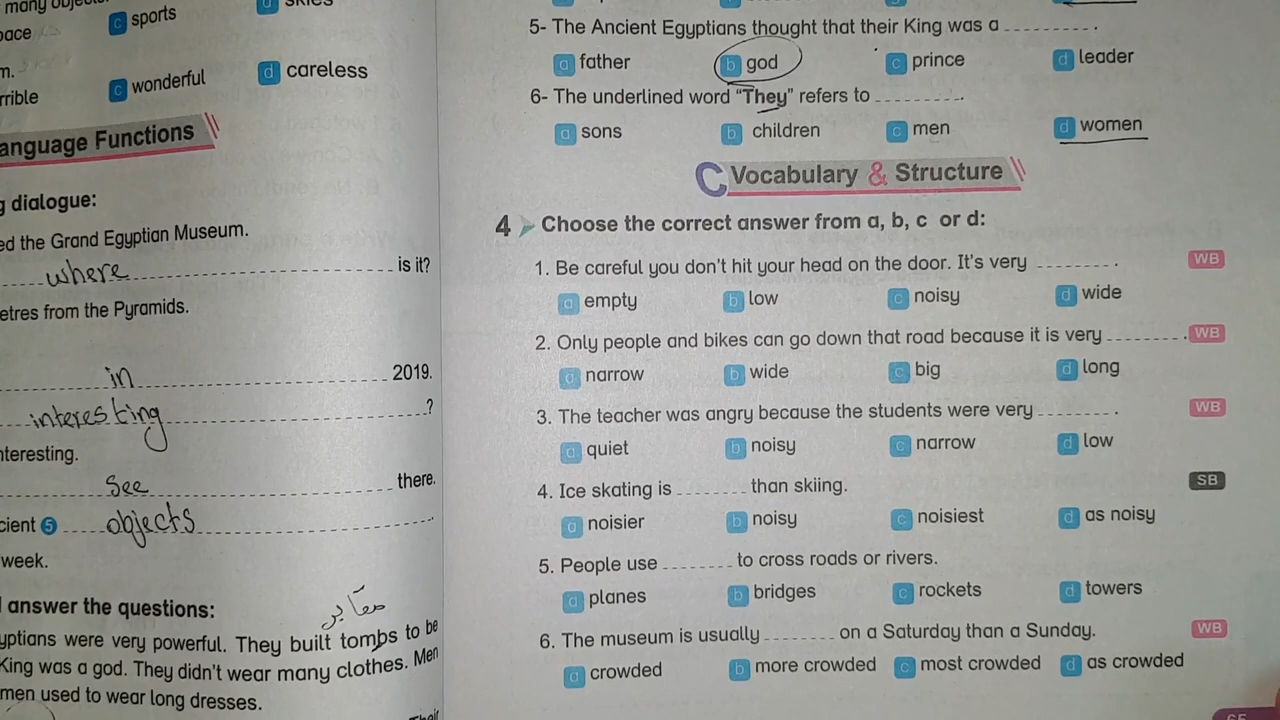 many
c sports
d skies
pace
m.
c wonderful
d careless
rrible
anguage Functions
g dialogue:
ed the Grand Egyptian Museum.
where is it?
etres from the Pyramids.
in 2019.
interesting ?
nteresting.
see there.
cient 5 objects .
week.
answer the questions:
مقابر
yptians were very powerful. They built tombs to be
King was a god. They didn't wear many clothes. Men
men used to wear long dresses.
Their
5- The Ancient Egyptians thought that their King was a ---------- .
a father b god c prince d leader
6- The underlined word "They" refers to ---------- .
a sons b children c men d women
C Vocabulary & Structure
4 Choose the correct answer from a, b, c or d:
1. Be careful you don't hit your head on the door. It's very --------- . WB
a empty b low c noisy d wide
2. Only people and bikes can go down that road because it is very --------- . WB
a narrow b wide c big d long
3. The teacher was angry because the students were very --------- . WB
a quiet b noisy c narrow d low
4. Ice skating is -------- than skiing. SB
a noisier b noisy c noisiest d as noisy
5. People use -------- to cross roads or rivers.
a planes b bridges c rockets d towers
6. The museum is usually -------- on a Saturday than a Sunday. WB
a crowded b more crowded c most crowded d as crowded
65